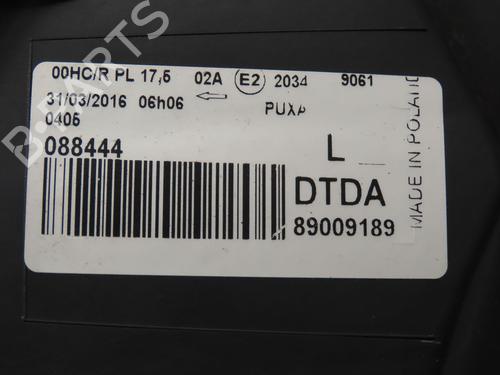 00HC/R PL 17,5 02A E2 2034 9061
31/03/2016 06h06 PUXA
0405
088444
L
DTDA
89009189
MADE IN POLAND
B-PARTS